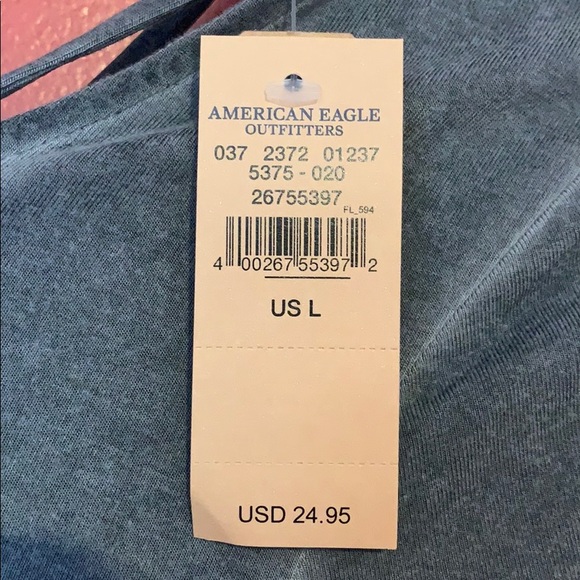 AMERICAN EAGLE
OUTFITTERS
037 2372 01237
5375 - 020
26755397
FL_594
4 00267 55397 2
US L
USD 24.95